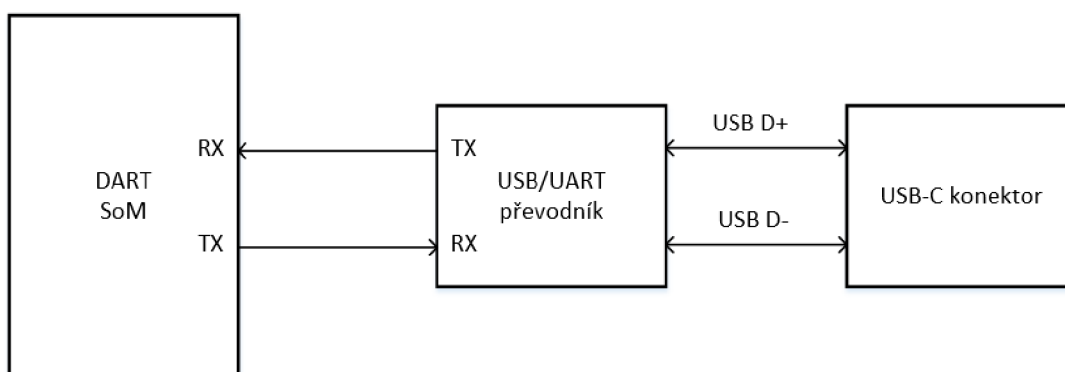 DART
SoM
RX
TX
TX
RX
USB/UART
převodník
USB D+
USB D-
USB-C konektor